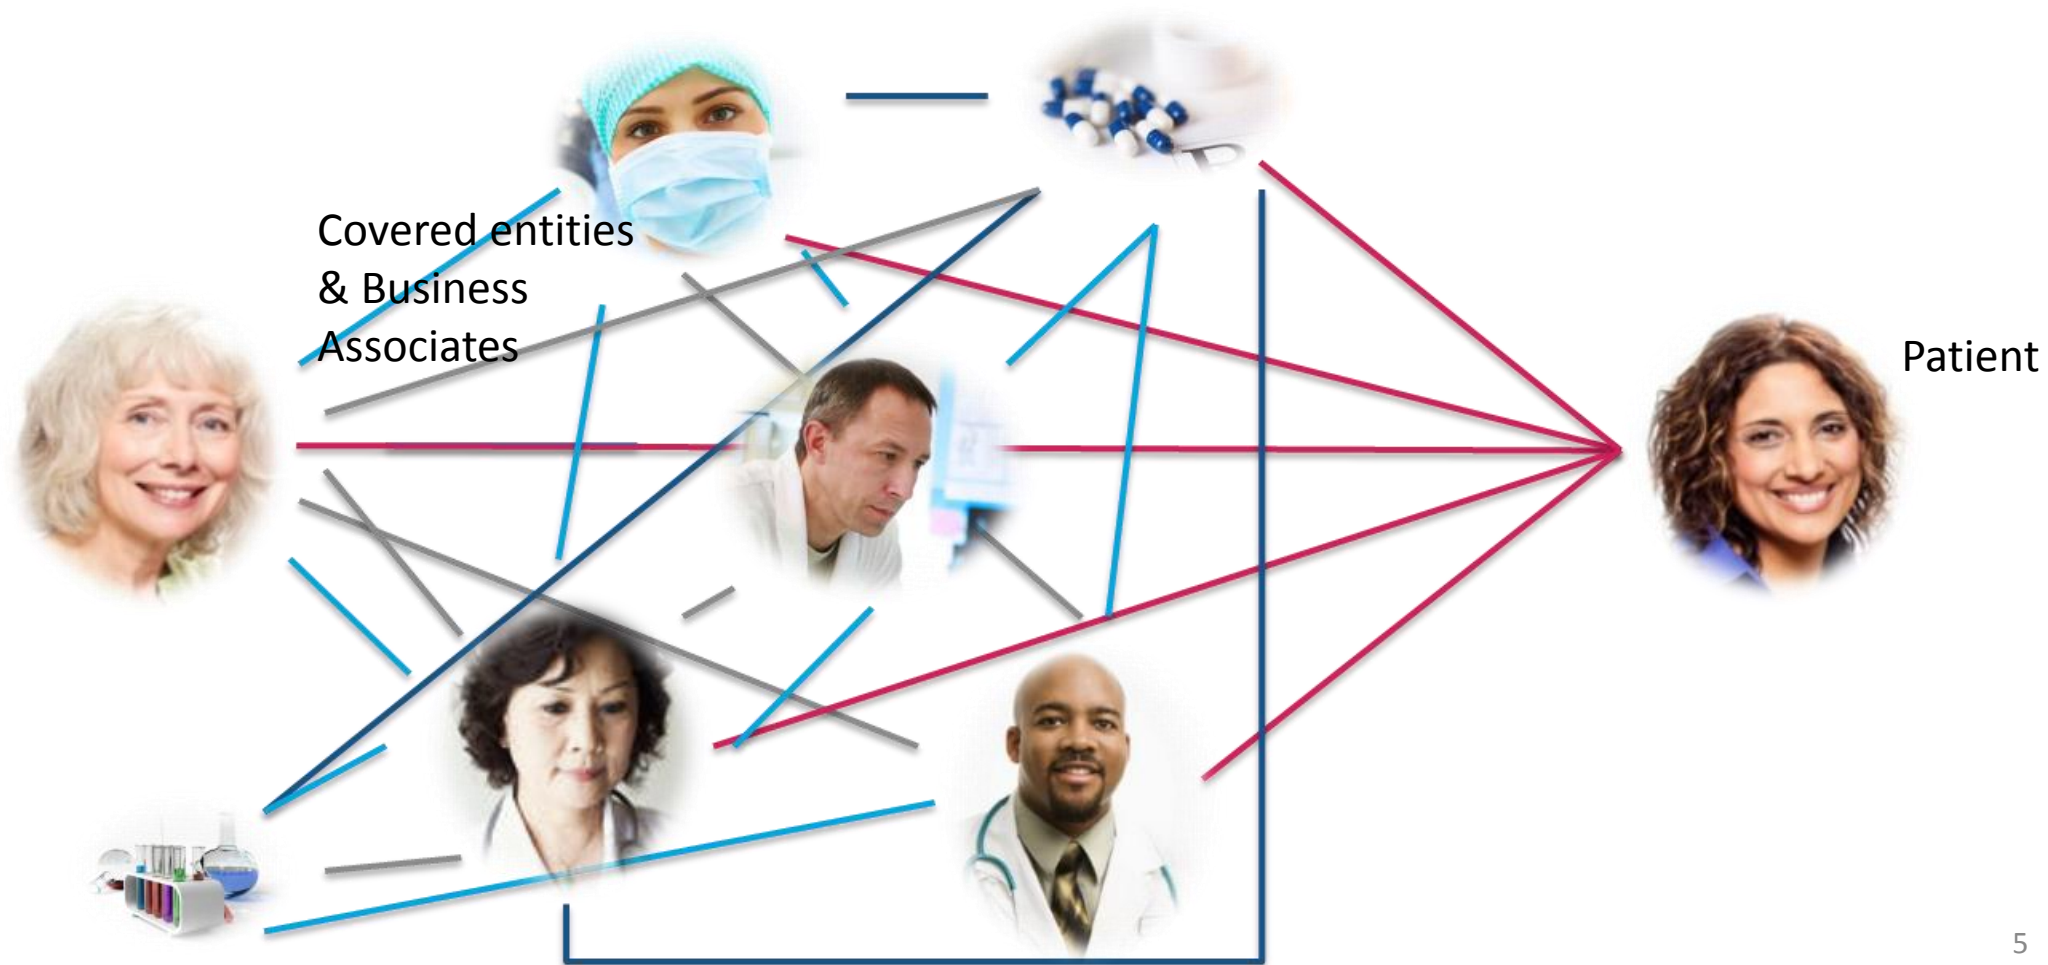 Covered entities
& Business
Associates
Patient
5